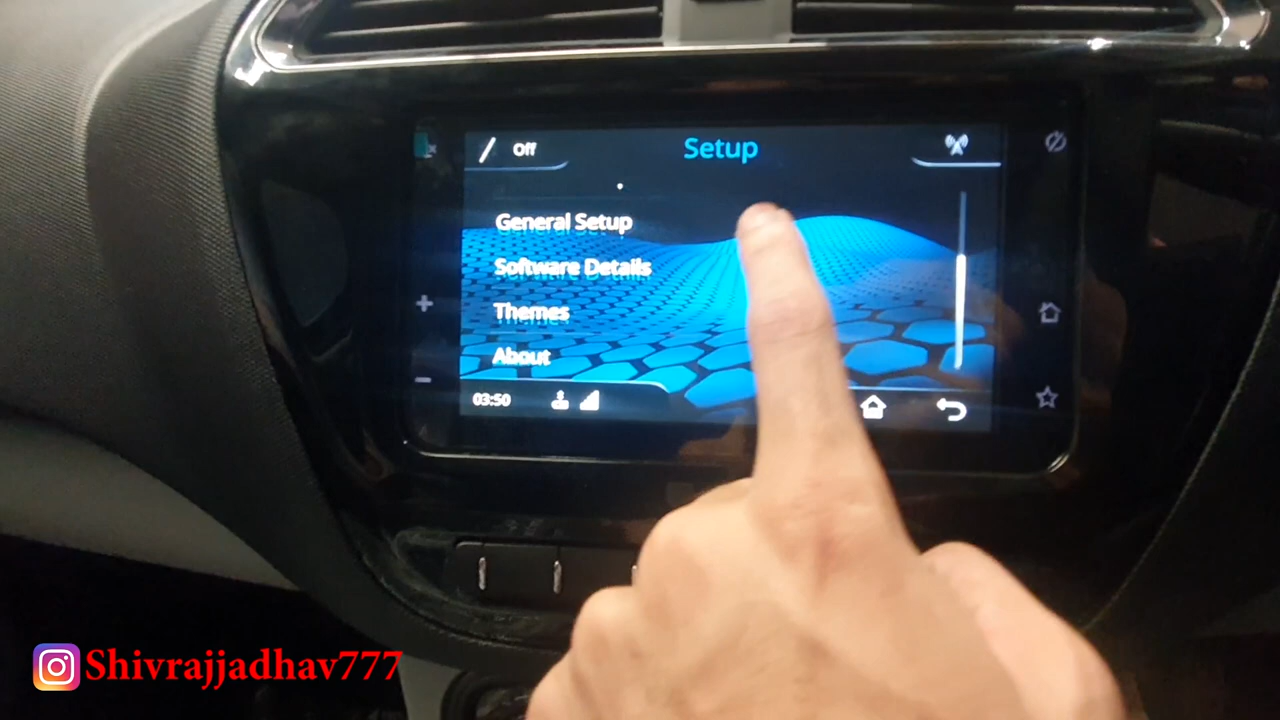 Off
Setup
General Setup
Software Details
Themes
About
03:50
Shivrajjadhav777